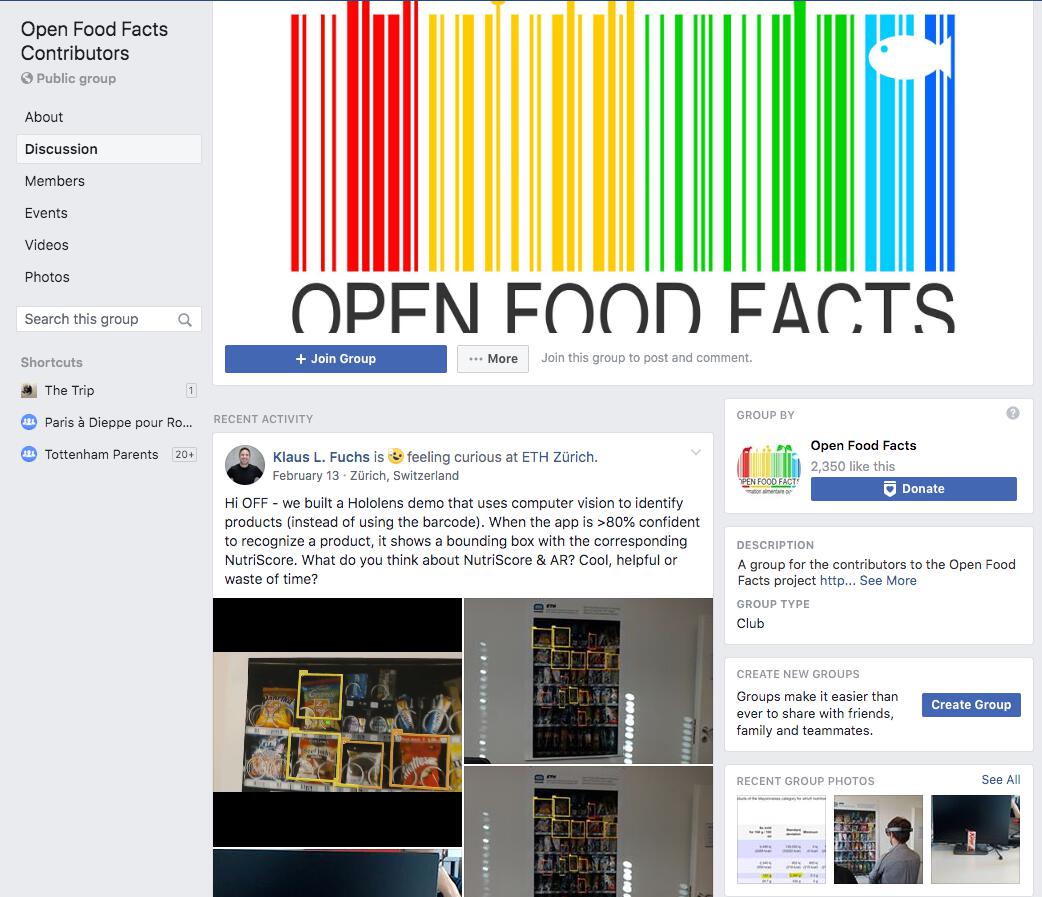 Open Food Facts
Contributors
Public group
About
Discussion
Members
Events
Videos
Photos
Search this group
Shortcuts
The Trip 1
Paris à Dieppe pour Ro...
Tottenham Parents 20+
OPEN FOOD FACTS
+ Join Group
··· More
Join this group to post and comment.
RECENT ACTIVITY
Klaus L. Fuchs is 🤣 feeling curious at ETH Zürich.
February 13 · Zürich, Switzerland
Hi OFF - we built a Hololens demo that uses computer vision to identify
products (instead of using the barcode). When the app is >80% confident
to recognize a product, it shows a bounding box with the corresponding
NutriScore. What do you think about NutriScore & AR? Cool, helpful or
waste of time?
ETH
ETH
GROUP BY ?
Open Food Facts
2,350 like this
Donate
OPEN FOOD FACTS
DESCRIPTION
A group for the contributors to the Open Food
Facts project http... See More
GROUP TYPE
Club
CREATE NEW GROUPS
Groups make it easier than
ever to share with friends,
family and teammates.
Create Group
RECENT GROUP PHOTOS See All